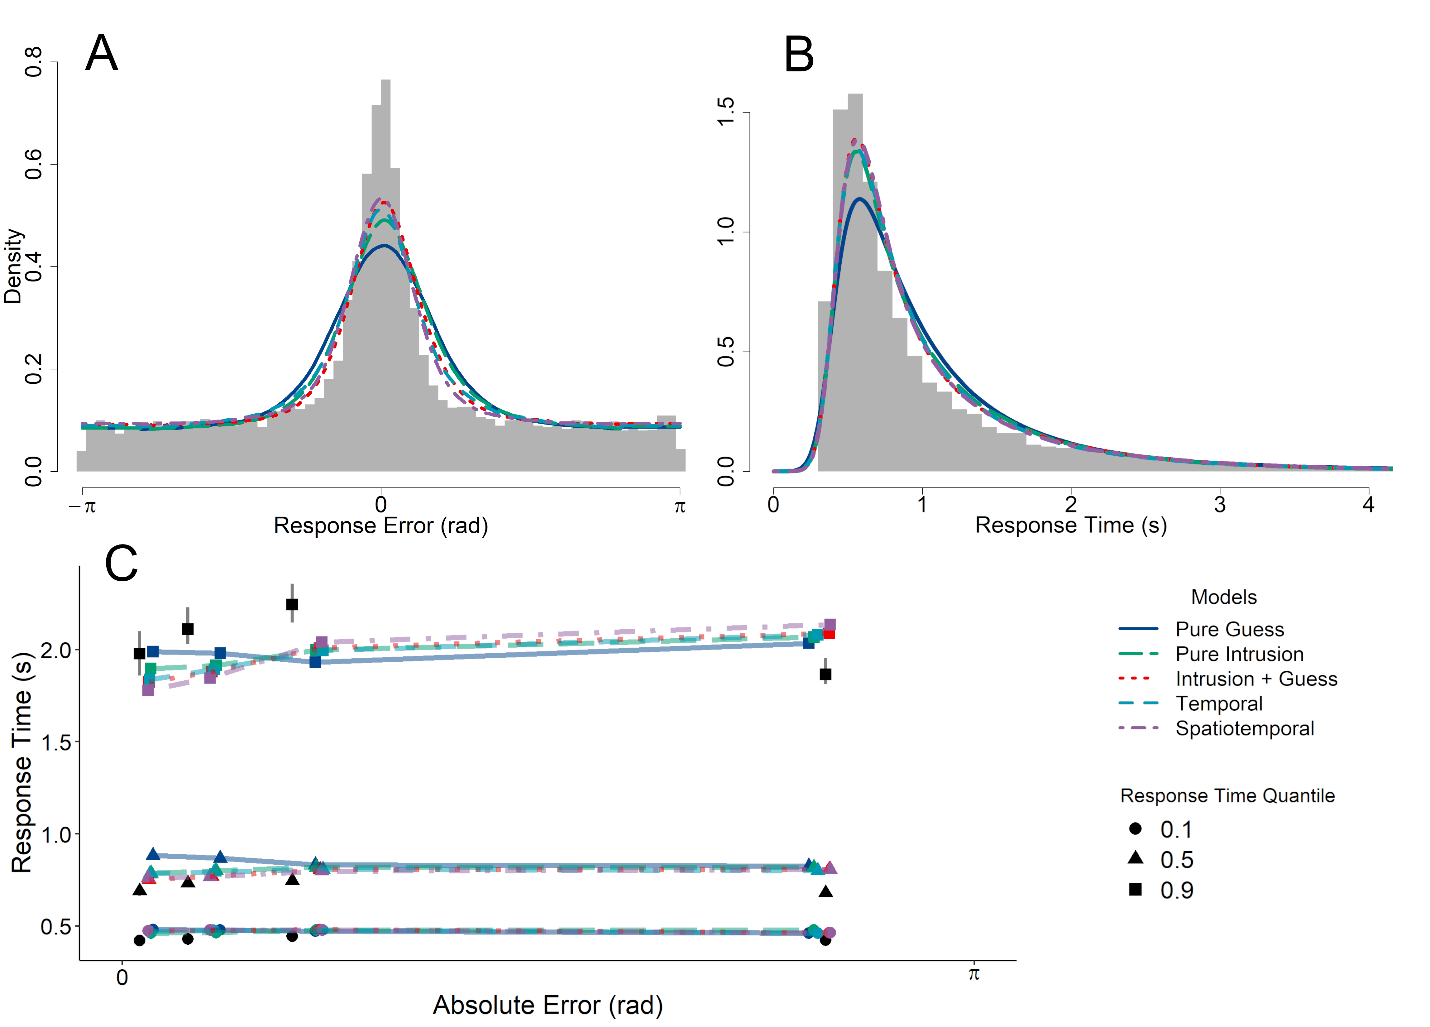 A
B
0.8
0.6
0.4
0.2
0.0
Density
−π
0
π
Response Error (rad)
1.5
1.0
0.5
0.0
0
1
2
3
4
Response Time (s)
C
2.0
1.5
1.0
0.5
Response Time (s)
0
π
Absolute Error (rad)
Models
Pure Guess
Pure Intrusion
Intrusion + Guess
Temporal
Spatiotemporal
Response Time Quantile
0.1
0.5
0.9